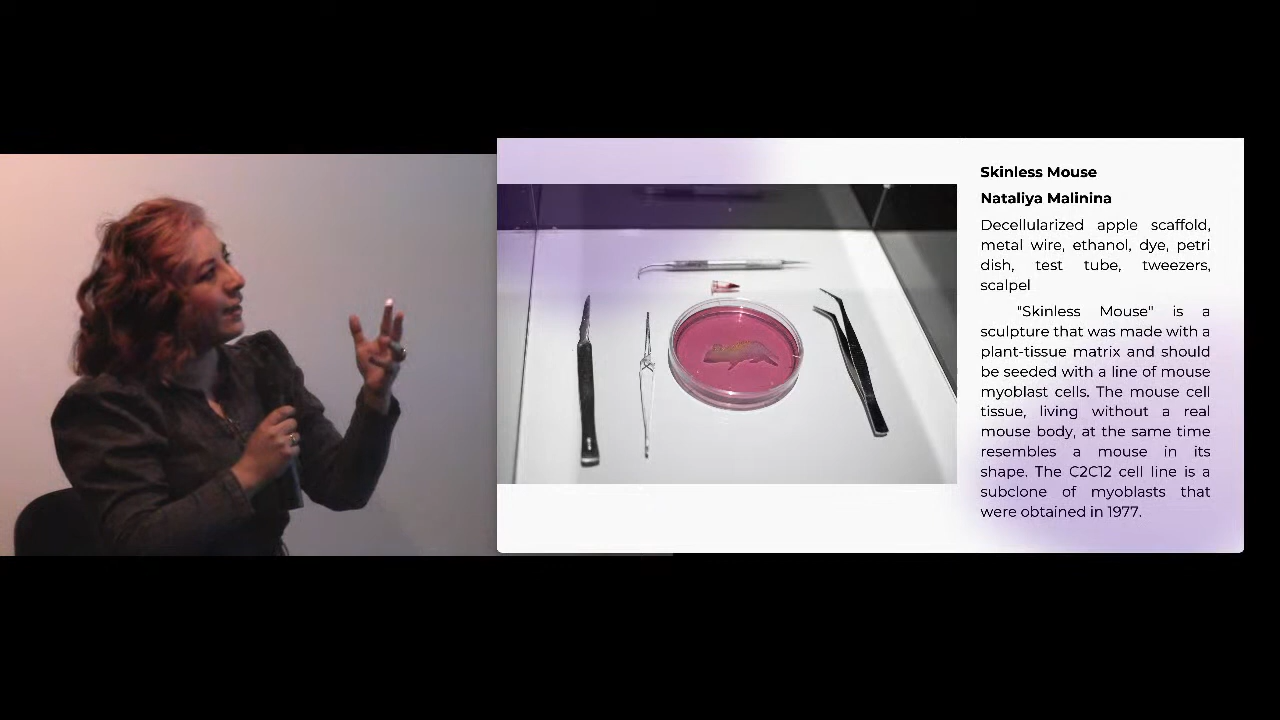 Skinless Mouse
Nataliya Malinina
Decellularized apple scaffold,
metal wire, ethanol, dye, petri
dish, test tube, tweezers,
scalpel
"Skinless Mouse" is a
sculpture that was made with a
plant-tissue matrix and should
be seeded with a line of mouse
myoblast cells. The mouse cell
tissue, living without a real
mouse body, at the same time
resembles a mouse in its
shape. The C2C12 cell line is a
subclone of myoblasts that
were obtained in 1977.